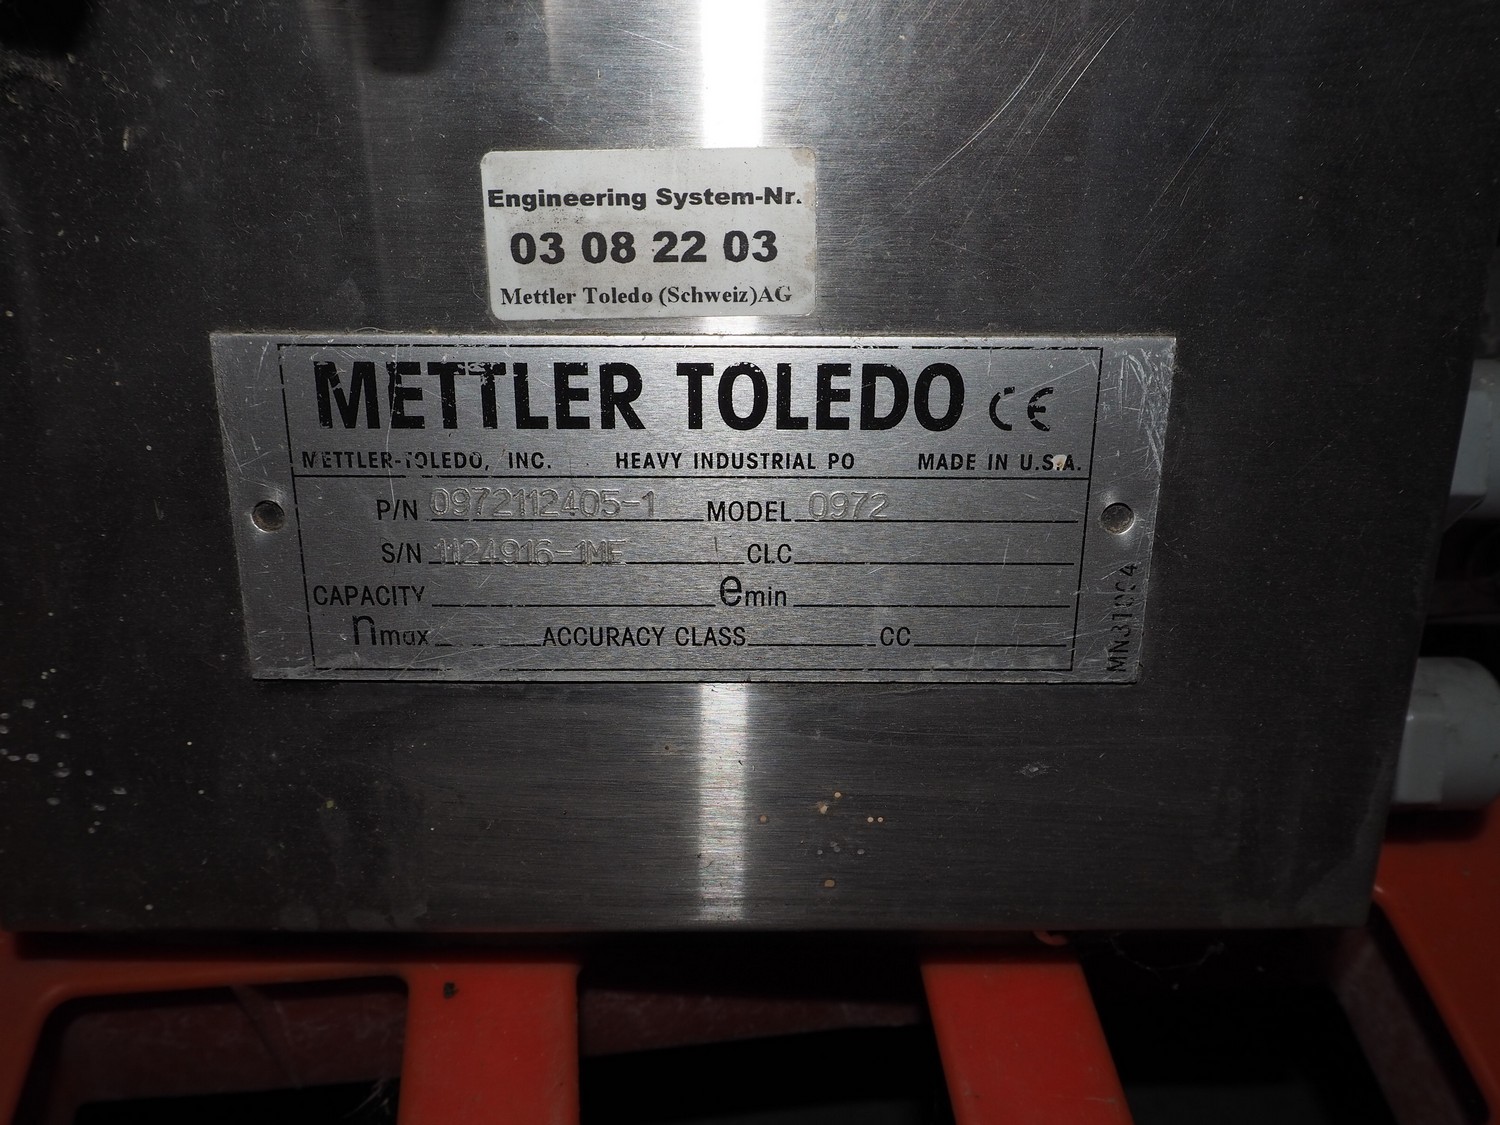 Engineering System-Nr.
03 08 22 03
Mettler Toledo (Schweiz)AG
METTLER TOLEDO CE
METTLER-TOLEDO, INC. HEAVY INDUSTRIAL PO MADE IN U.S.A.
P/N 0972112405-1 MODEL 0972
S/N 1124916-1ME CLC
CAPACITY emin
nmax ACCURACY CLASS CC